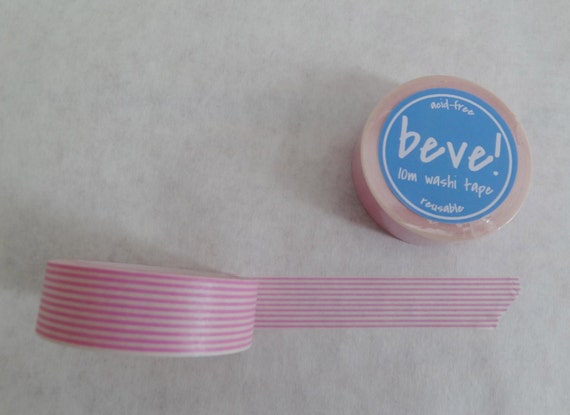 acid-free
beve!
10m washi tape
reusable